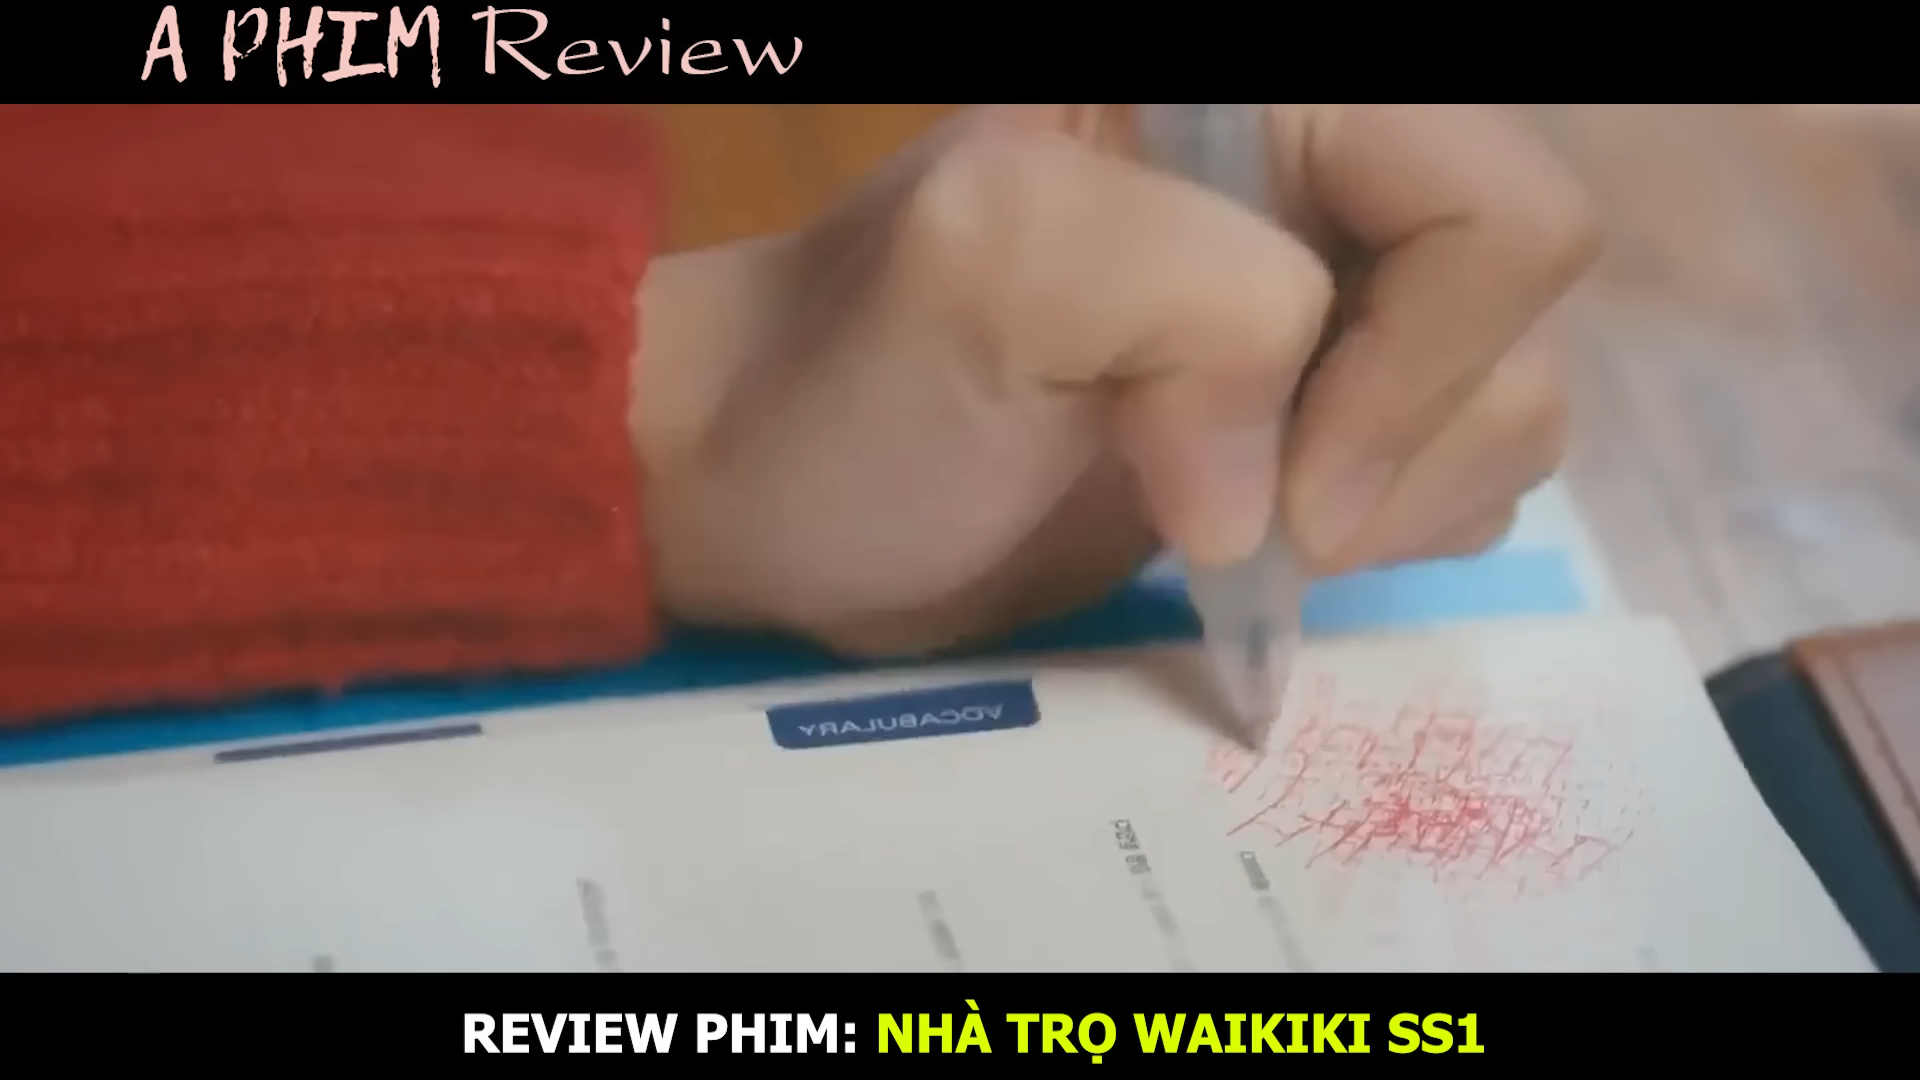 A PHIM Review
VOCABULARY
REVIEW PHIM: NHÀ TRỌ WAIKIKI SS1